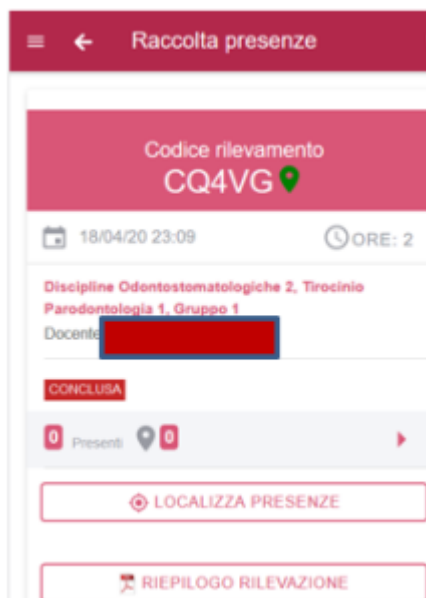 Raccolta presenze
Codice rilevamento
CQ4VG
18/04/20 23:09
ORE: 2
Discipline Odontostomatologiche 2, Tirocinio
Parodontologia 1, Gruppo 1
Docente
CONCLUSA
0 Presenti 0
LOCALIZZA PRESENZE
RIEPILOGO RILEVAZIONE